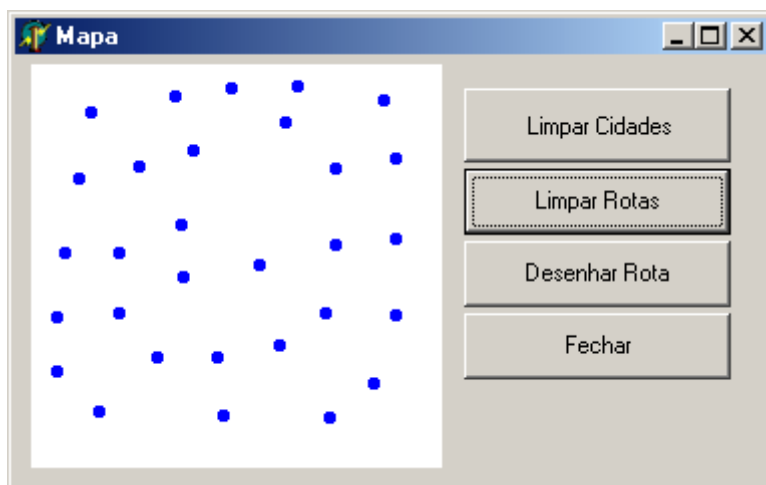 Mapa
Limpar Cidades
Limpar Rotas
Desenhar Rota
Fechar